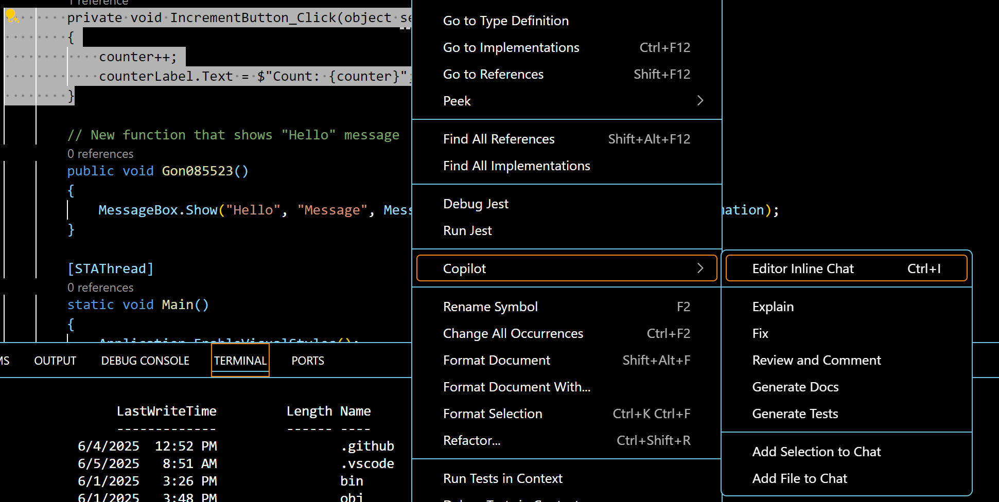 1 reference
private void IncrementButton_Click(object se
{
counter++;
counterLabel.Text = $"Count: {counter}";
}
// New function that shows "Hello" message
0 references
public void Gon085523()
{
MessageBox.Show("Hello", "Message", Mess
mation);
}
[STAThread]
0 references
static void Main()
{
Application.EnableVisualStyles();
MS OUTPUT DEBUG CONSOLE TERMINAL PORTS
LastWriteTime Length Name
------------- ------ ----
6/4/2025 12:52 PM .github
6/5/2025 8:51 AM .vscode
6/1/2025 3:26 PM bin
6/1/2025 3:48 PM obj
Go to Type Definition
Go to Implementations Ctrl+F12
Go to References Shift+F12
Peek
Find All References Shift+Alt+F12
Find All Implementations
Debug Jest
Run Jest
Copilot
Rename Symbol F2
Change All Occurrences Ctrl+F2
Format Document Shift+Alt+F
Format Document With...
Format Selection Ctrl+K Ctrl+F
Refactor... Ctrl+Shift+R
Run Tests in Context
Debug Tests in Context
Editor Inline Chat Ctrl+I
Explain
Fix
Review and Comment
Generate Docs
Generate Tests
Add Selection to Chat
Add File to Chat